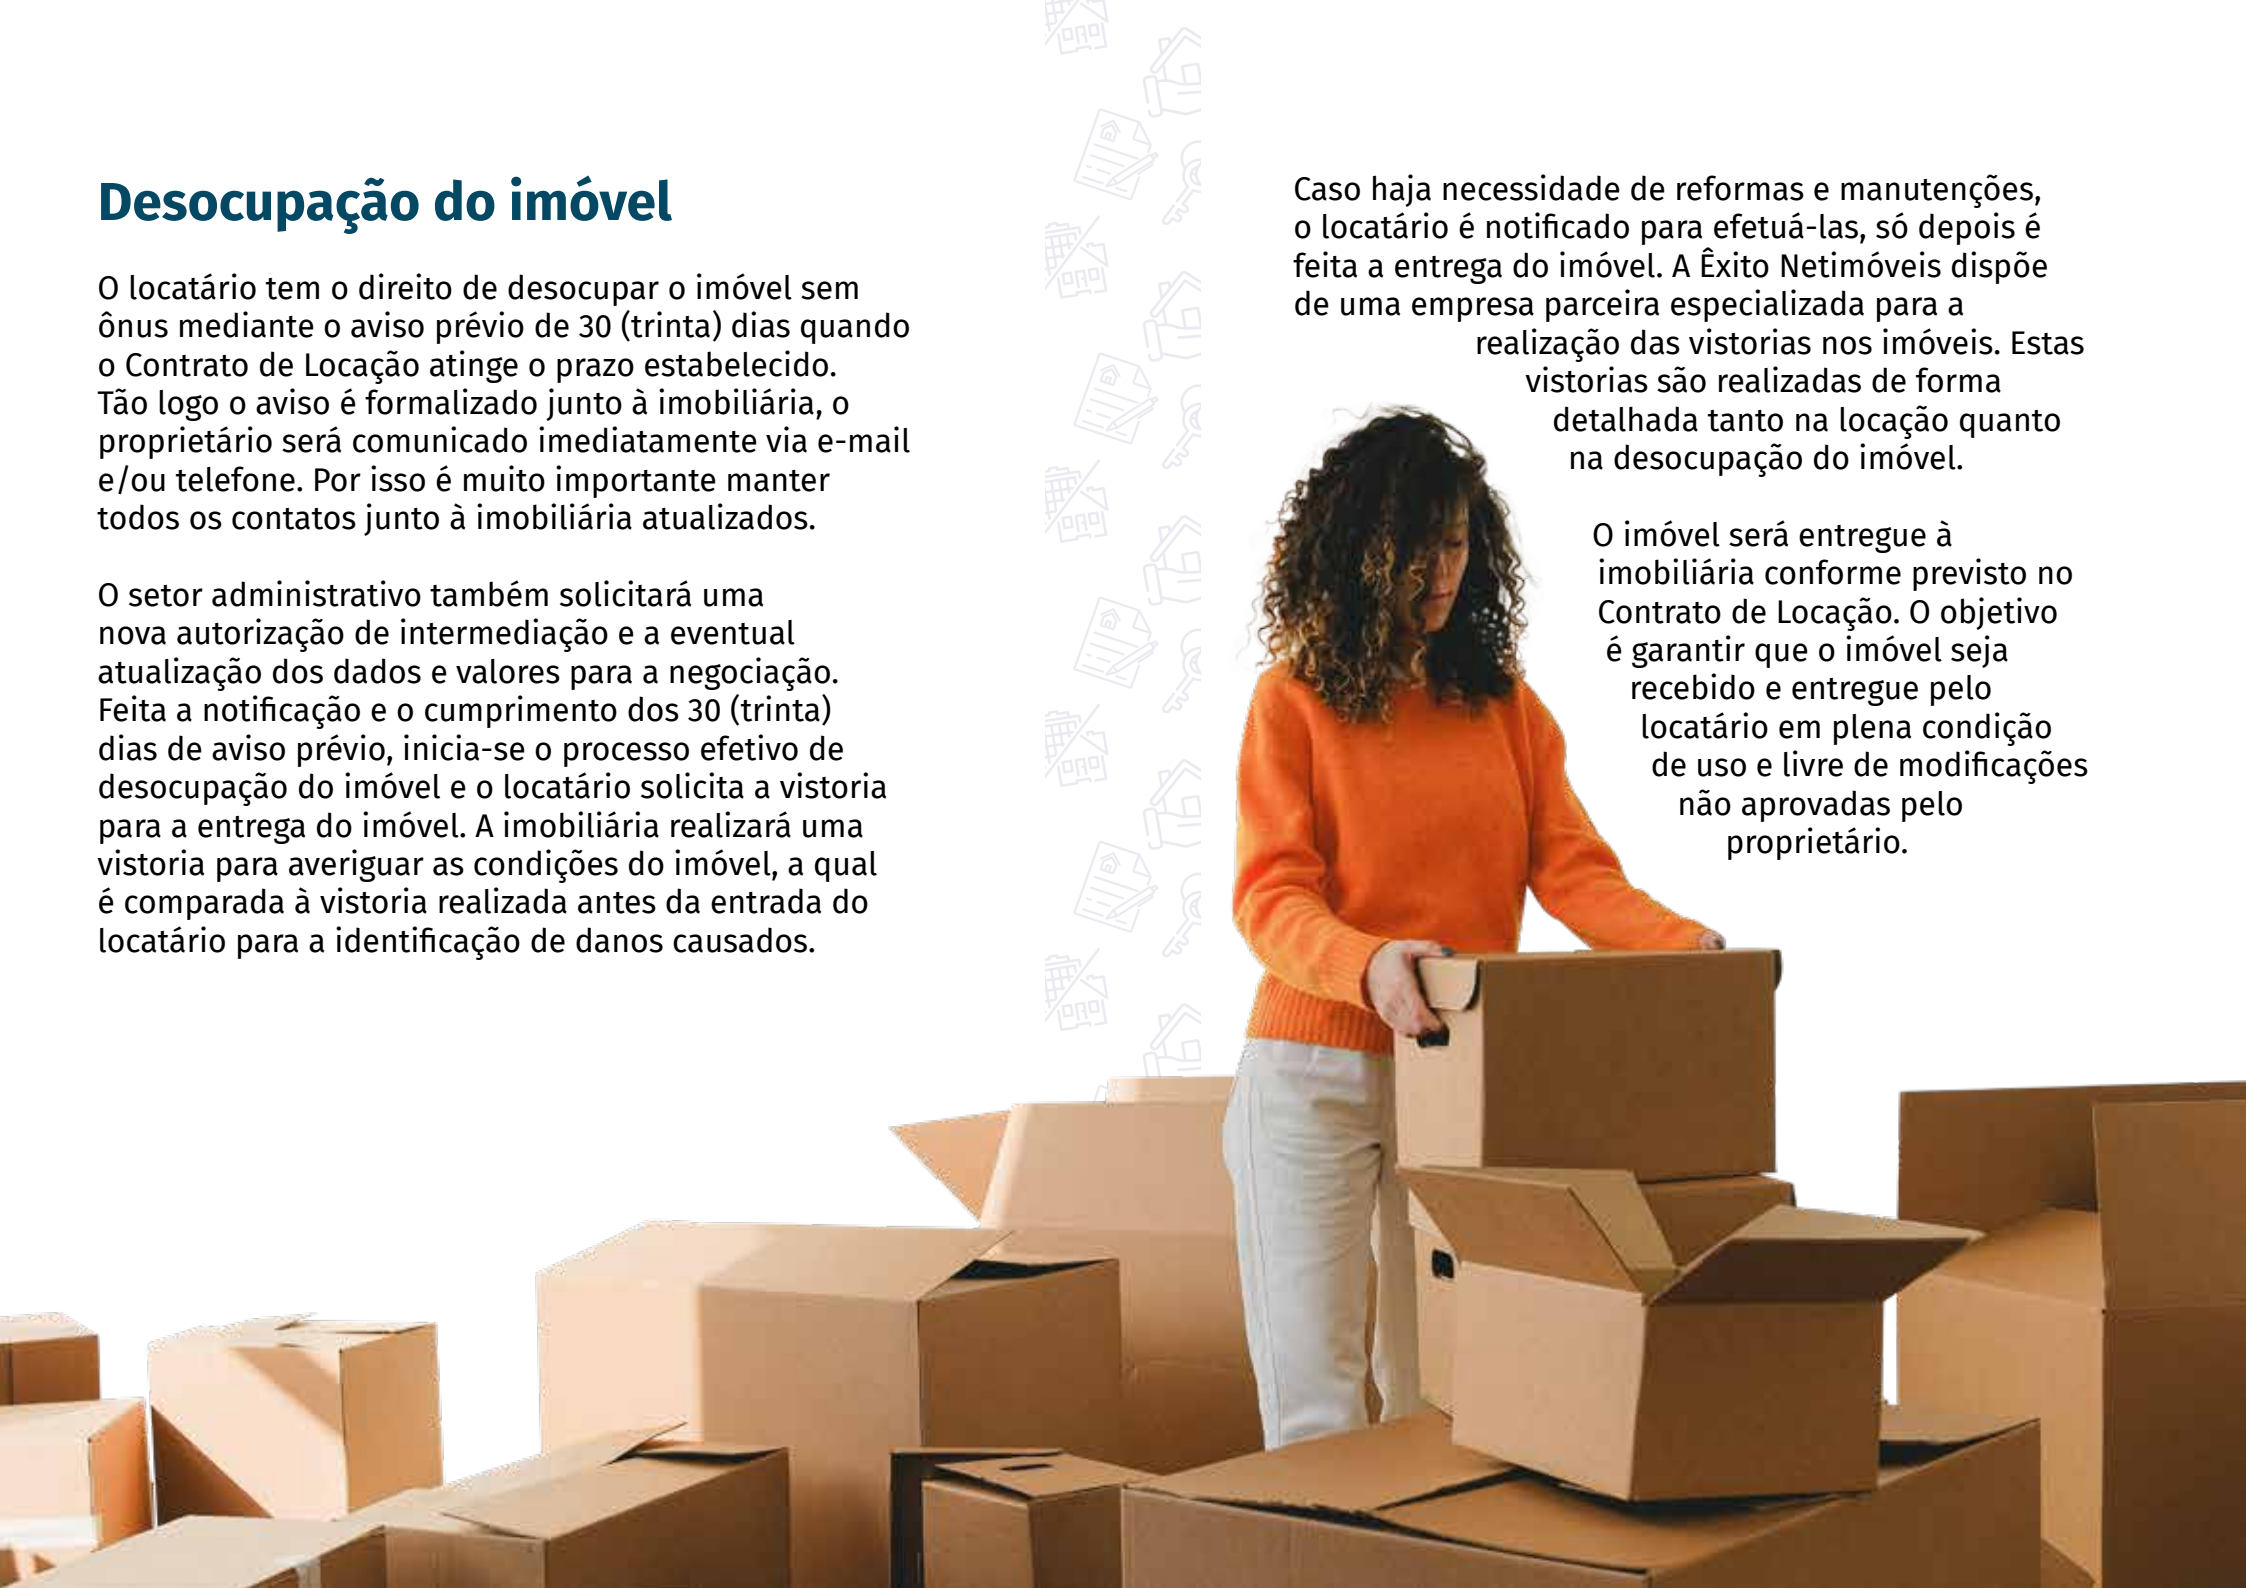 Desocupação do imóvel
O locatário tem o direito de desocupar o imóvel sem
ônus mediante o aviso prévio de 30 (trinta) dias quando
o Contrato de Locação atinge o prazo estabelecido.
Tão logo o aviso é formalizado junto à imobiliária, o
proprietário será comunicado imediatamente via e-mail
e/ou telefone. Por isso é muito importante manter
todos os contatos junto à imobiliária atualizados.
O setor administrativo também solicitará uma
nova autorização de intermediação e a eventual
atualização dos dados e valores para a negociação.
Feita a notificação e o cumprimento dos 30 (trinta)
dias de aviso prévio, inicia-se o processo efetivo de
desocupação do imóvel e o locatário solicita a vistoria
para a entrega do imóvel. A imobiliária realizará uma
vistoria para averiguar as condições do imóvel, a qual
é comparada à vistoria realizada antes da entrada do
locatário para a identificação de danos causados.
Caso haja necessidade de reformas e manutenções,
o locatário é notificado para efetuá-las, só depois é
feita a entrega do imóvel. A Êxito Netimóveis dispõe
de uma empresa parceira especializada para a
realização das vistorias nos imóveis. Estas
vistorias são realizadas de forma
detalhada tanto na locação quanto
na desocupação do imóvel.
O imóvel será entregue à
imobiliária conforme previsto no
Contrato de Locação. O objetivo
é garantir que o imóvel seja
recebido e entregue pelo
locatário em plena condição
de uso e livre de modificações
não aprovadas pelo
proprietário.